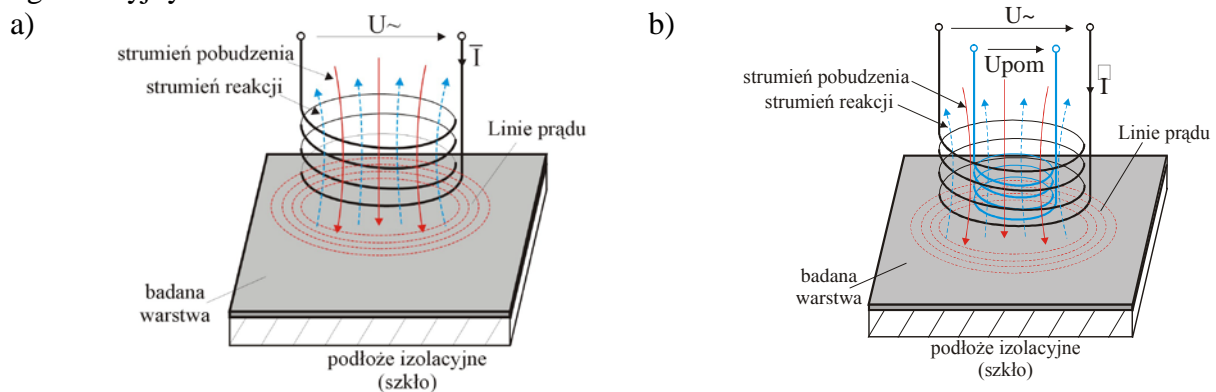 a)
U~
I
strumień pobudzenia
strumień reakcji
Linie prądu
badana
warstwa
podłoże izolacyjne
(szkło)
b)
U~
Upom
I
strumień pobudzenia
strumień reakcji
Linie prądu
badana
warstwa
podłoże izolacyjne
(szkło)